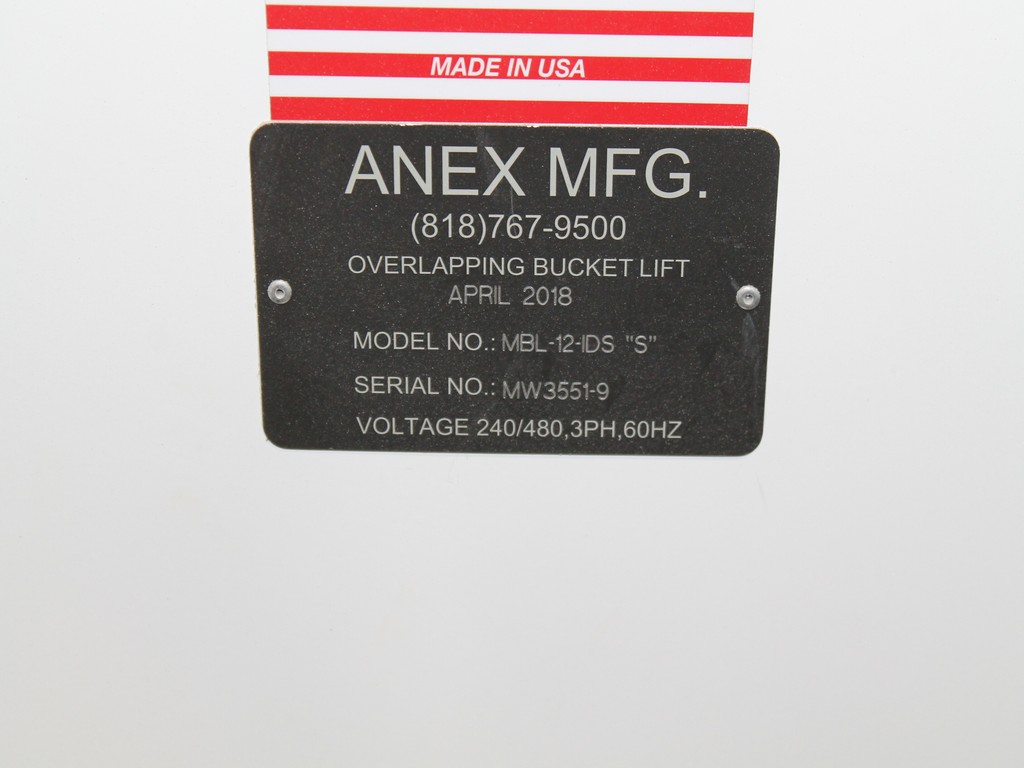 MADE IN USA
ANEX MFG.
(818)767-9500
OVERLAPPING BUCKET LIFT
APRIL 2018
MODEL NO.: MBL-12-IDS "S"
SERIAL NO.: MW3551-9
VOLTAGE 240/480,3PH,60HZ